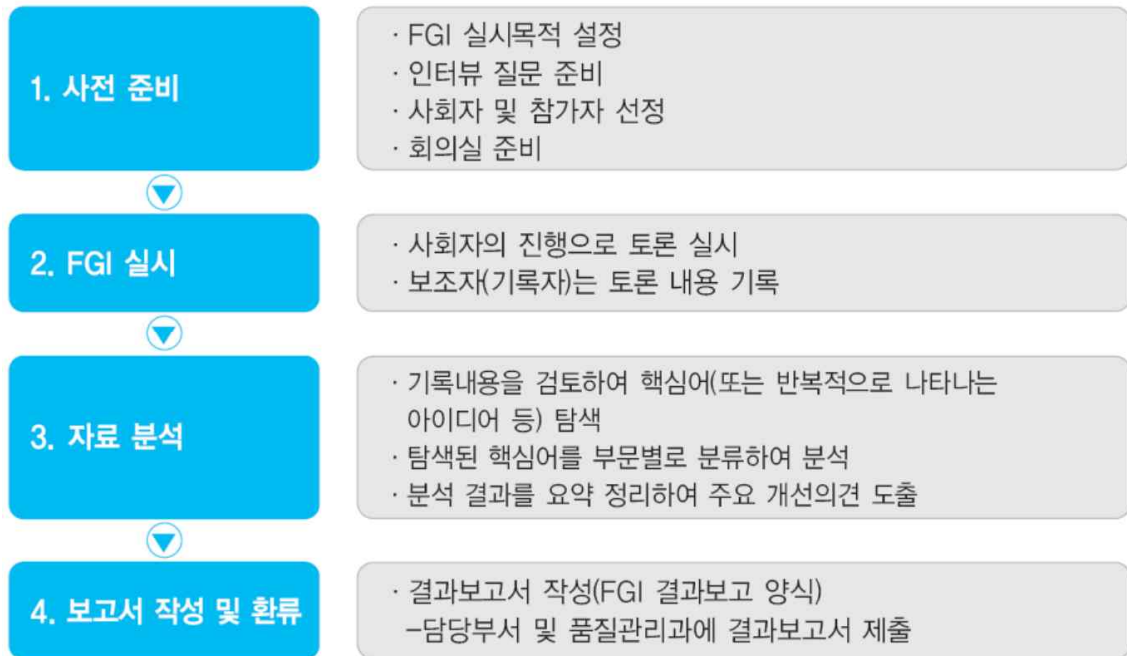 1. 사전 준비
· FGI 실시목적 설정
· 인터뷰 질문 준비
· 사회자 및 참가자 선정
· 회의실 준비
2. FGI 실시
· 사회자의 진행으로 토론 실시
· 보조자(기록자)는 토론 내용 기록
3. 자료 분석
· 기록내용을 검토하여 핵심어(또는 반복적으로 나타나는
아이디어 등) 탐색
· 탐색된 핵심어를 부문별로 분류하여 분석
· 분석 결과를 요약 정리하여 주요 개선의견 도출
4. 보고서 작성 및 환류
· 결과보고서 작성(FGI 결과보고 양식)
–담당부서 및 품질관리과에 결과보고서 제출